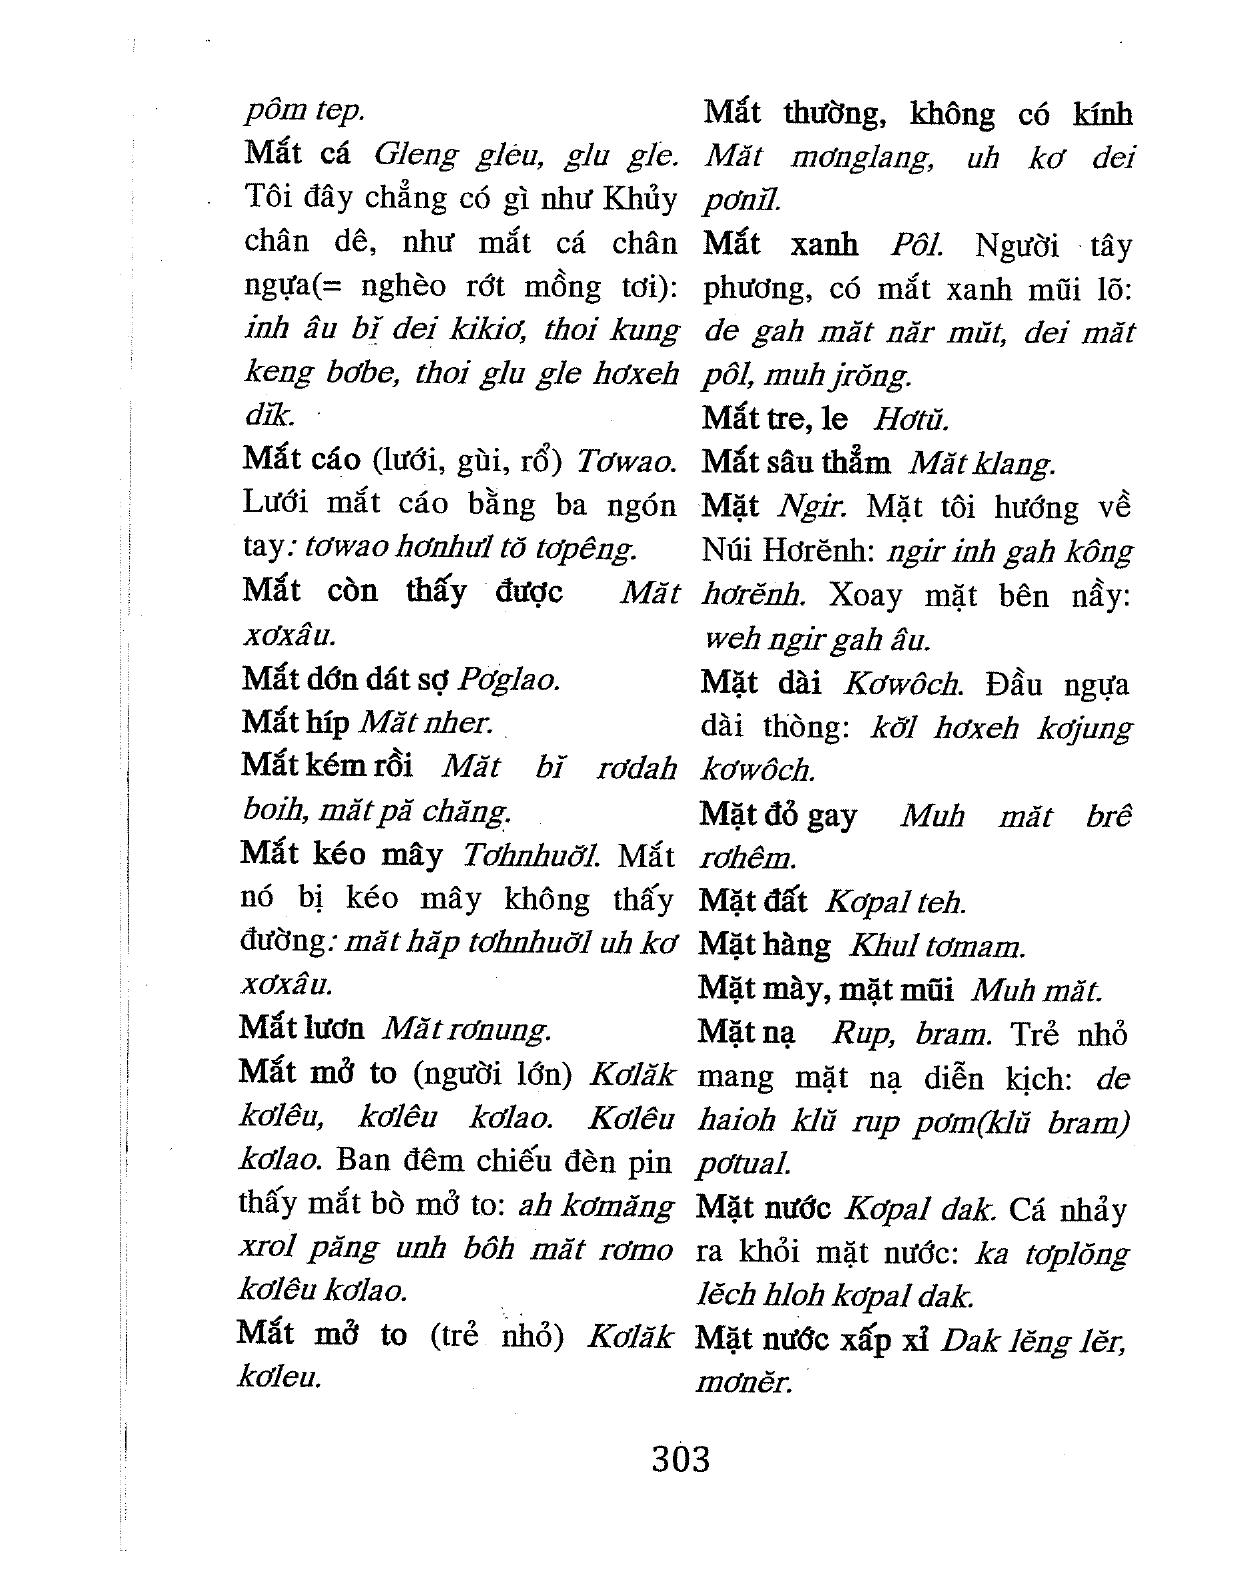 pôm tep.
Mắt cá Gleng glêu, glu gle.
Tôi đây chẳng có gì như Khủy
chân dê, như mắt cá chân
ngựa(= nghèo rớt mồng tơi):
inh âu bĭ dei kikiơ, thoi kung
keng bơbe, thoi glu gle hơxeh
dĭk.
Mắt cáo (lưới, gùi, rổ) Tơwao.
Lưới mắt cáo bằng ba ngón
tay: tơwao hơnhưl tŏ tơpêng.
Mắt còn thấy được Măt
xơxâu.
Mắt dớn dát sợ Pơglao.
Mắt híp Măt nher.
Mắt kém rồi Măt bĭ rơdah
boih, măt pă chăng.
Mắt kéo mây Tơhnhuơ̆l. Mắt
nó bị kéo mây không thấy
đường: măt hăp tơhnhuơ̆l uh kơ
xơxâu.
Mắt lươn Măt rơnung.
Mắt mở to (người lớn) Kơlăk
kơlêu, kơlêu kơlao. Kơlêu
kơlao. Ban đêm chiếu đèn pin
thấy mắt bò mở to: ah kơmăng
xrol păng unh bôh măt rơmo
kơlêu kơlao.
Mắt mở to (trẻ nhỏ) Kơlăk
kơleu.
Mắt thường, không có kính
Măt mơnglang, uh kơ dei
pơnĭl.
Mắt xanh Pôl. Người tây
phương, có mắt xanh mũi lõ:
de gah măt năr mŭt, dei măt
pôl, muh jrŏng.
Mắt tre, le Hơtŭ.
Mắt sâu thẳm Măt klang.
Mặt Ngir. Mặt tôi hướng về
Núi Hơrĕnh: ngir inh gah kông
hơrĕnh. Xoay mặt bên nầy:
weh ngir gah âu.
Mặt dài Kơwôch. Đầu ngựa
dài thòng: kơ̆l hơxeh kơjung
kơwôch.
Mặt đỏ gay Muh măt brê
rơhêm.
Mặt đất Kơpal teh.
Mặt hàng Khul tơmam.
Mặt mày, mặt mũi Muh măt.
Mặt nạ Rup, bram. Trẻ nhỏ
mang mặt nạ diễn kịch: de
haioh klŭ rup pơm(klŭ bram)
pơtual.
Mặt nước Kơpal dak. Cá nhảy
ra khỏi mặt nước: ka tơplŏng
lĕch hloh kơpal dak.
Mặt nước xấp xỉ Dak lĕng lĕr,
mơnĕr.
303